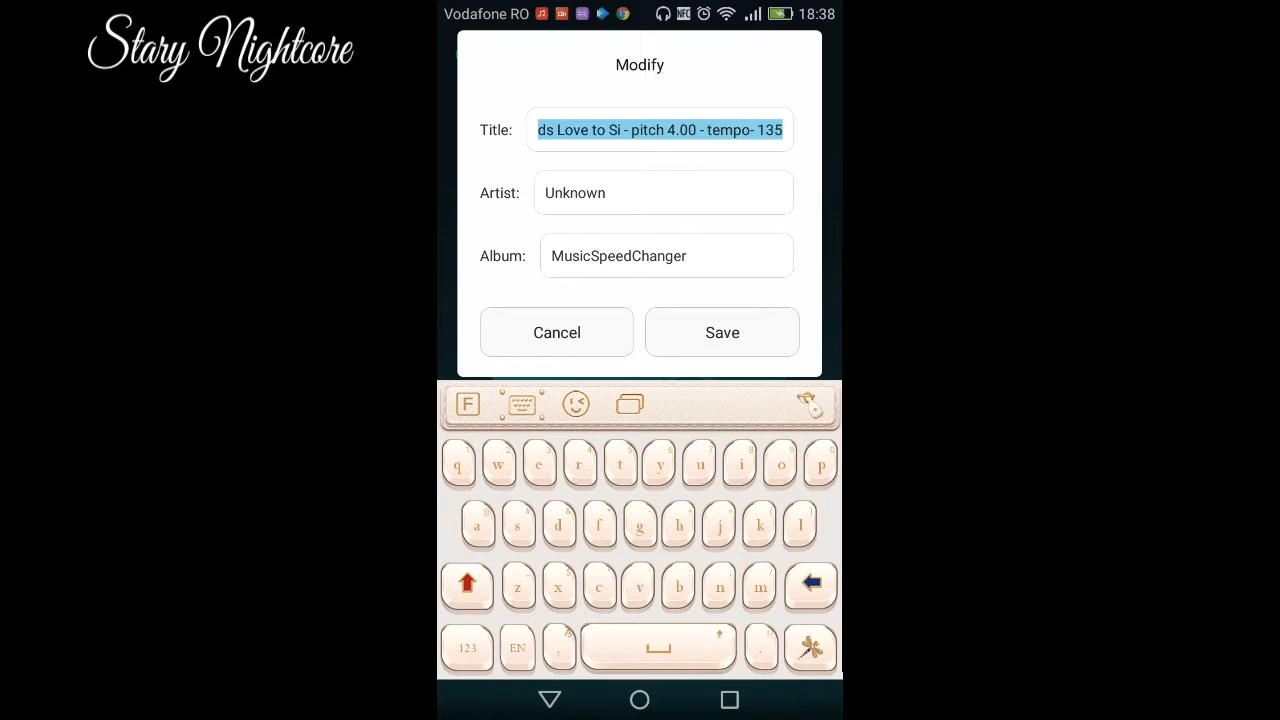 Stary Nightcore
Vodafone RO 18:38
Modify
Title: ds Love to Si - pitch 4.00 - tempo- 135
Artist: Unknown
Album: MusicSpeedChanger
Cancel Save
F
q w e r t y u i o p
a s d f g h j k l
z x c v b n m
123 EN , .